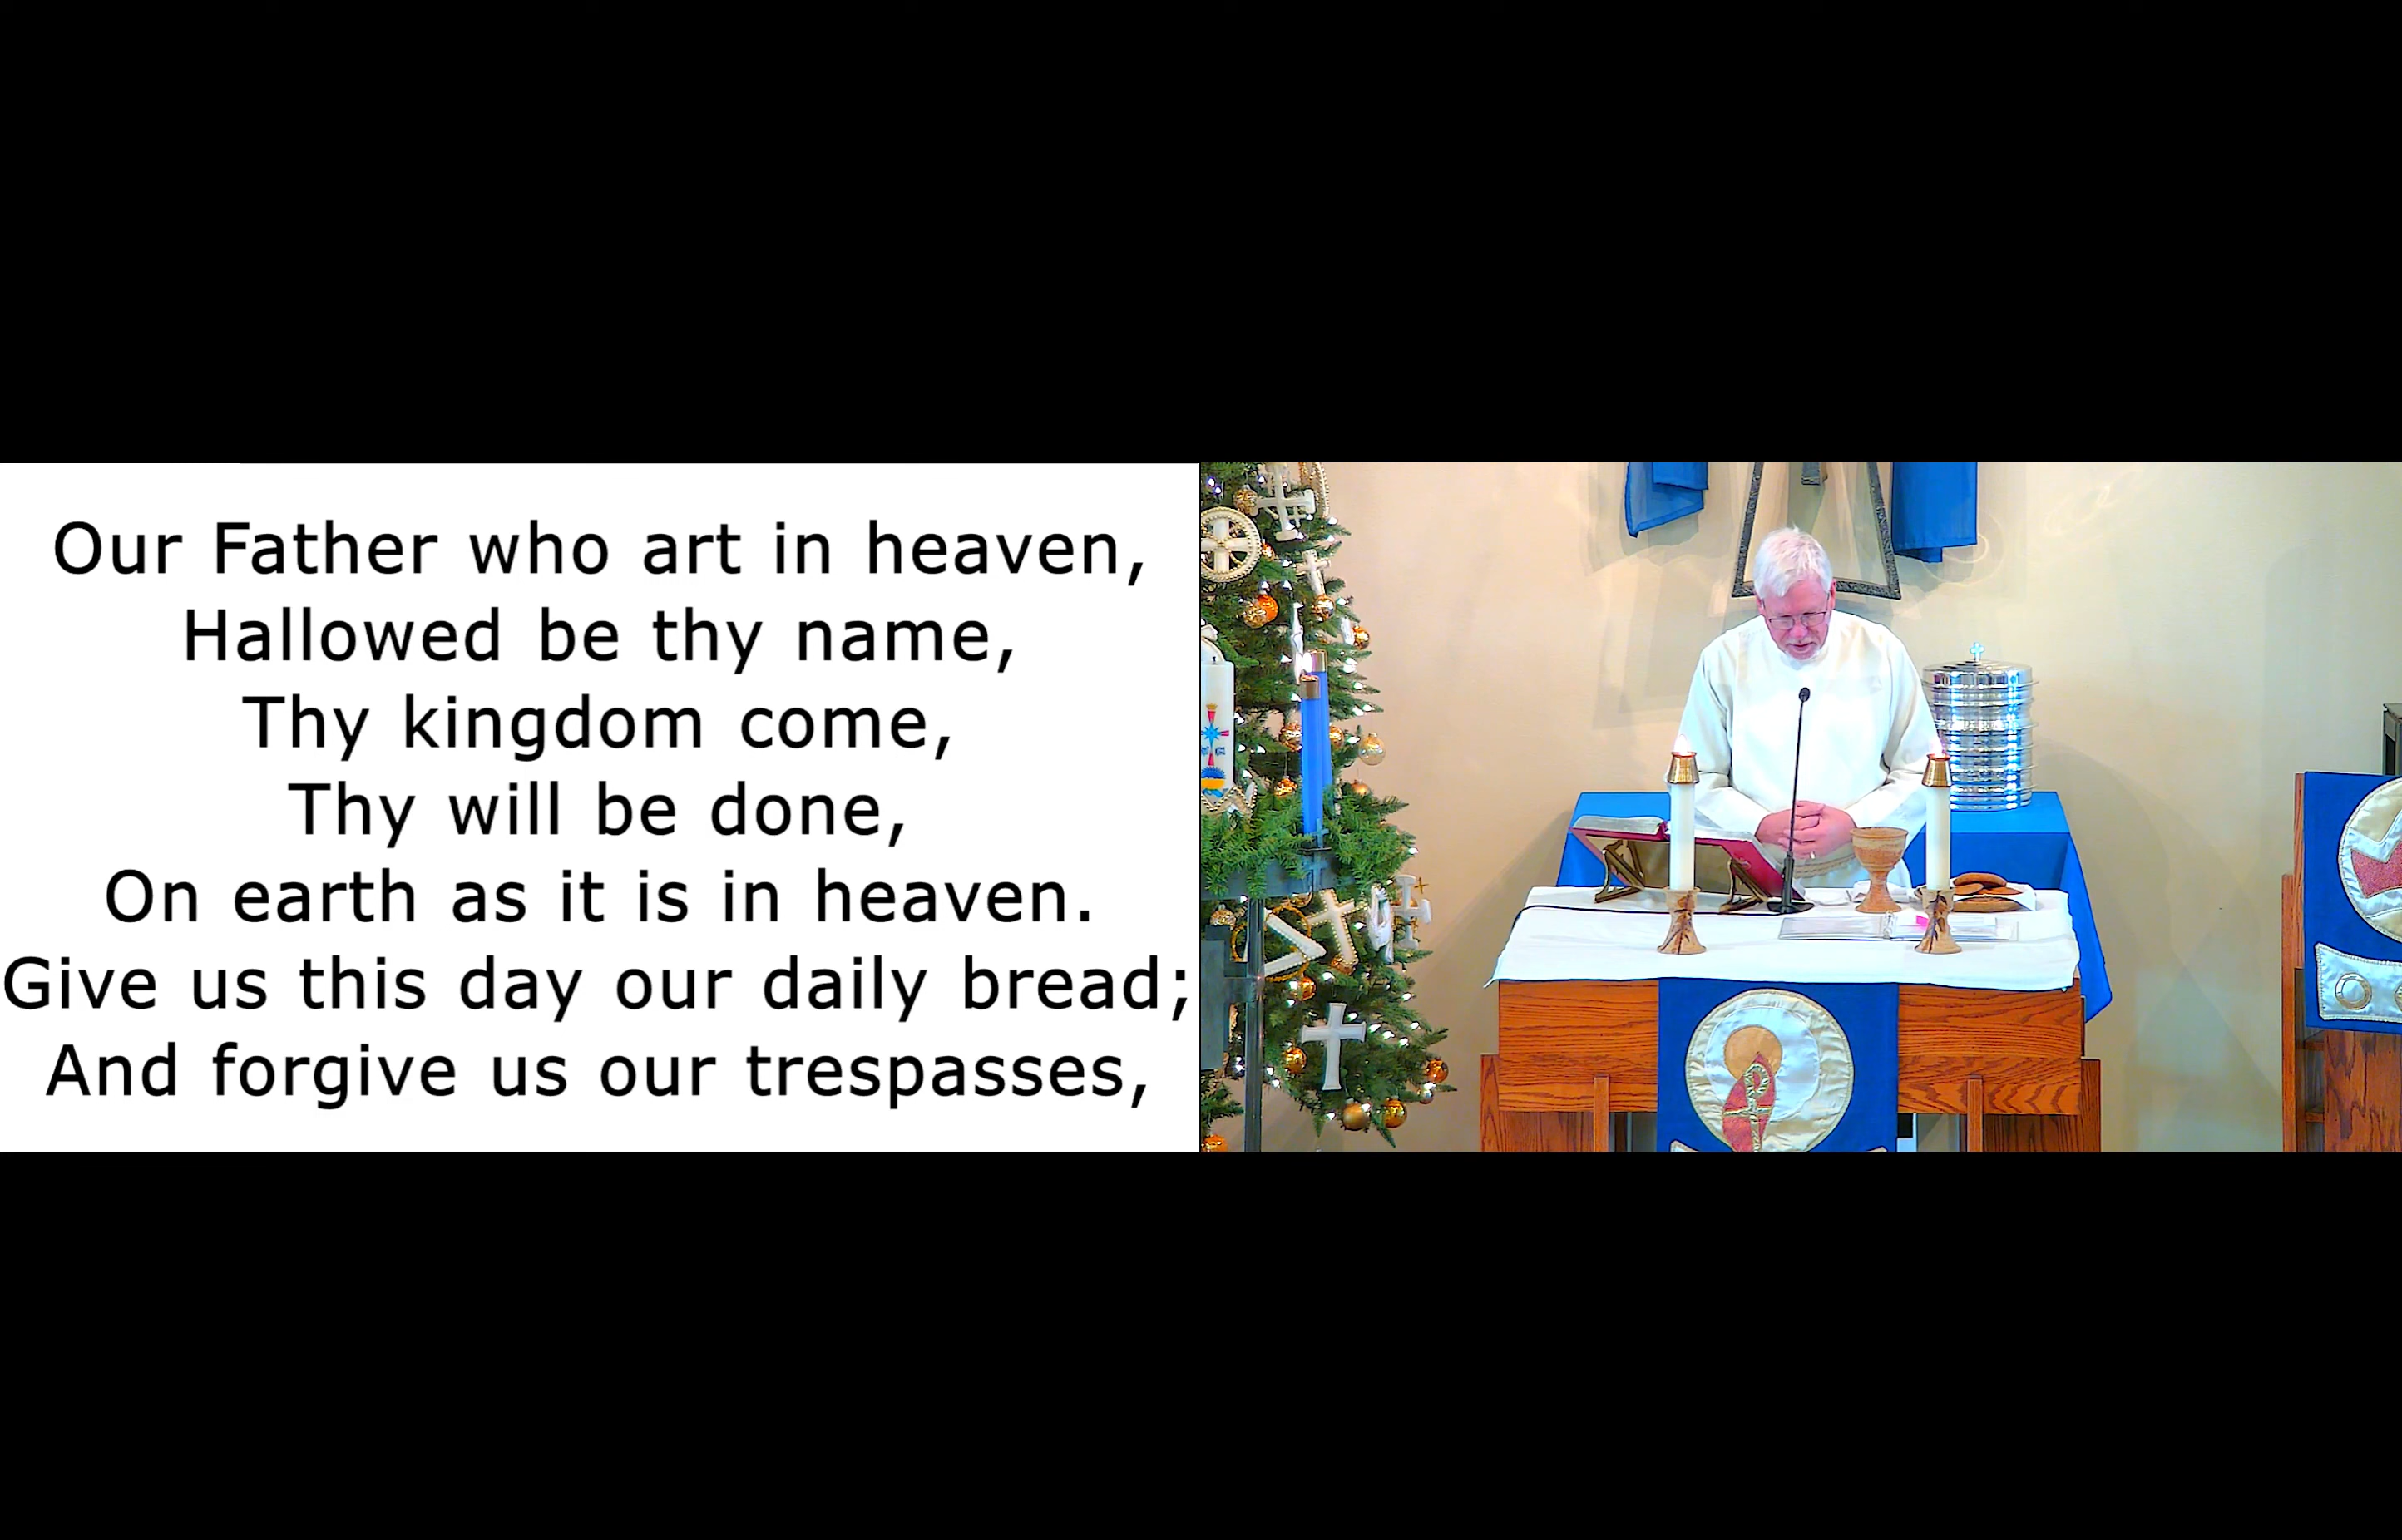 Our Father who art in heaven,
Hallowed be thy name,
Thy kingdom come,
Thy will be done,
On earth as it is in heaven.
Give us this day our daily bread;
And forgive us our trespasses,